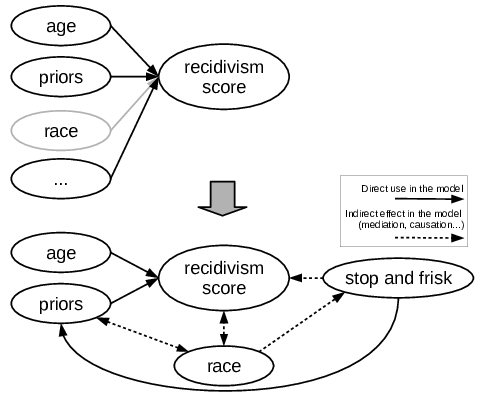 age
priors
race
...
recidivism
score
Direct use in the model
Indirect effect in the model
(mediation, causation...)
age
priors
recidivism
score
stop and frisk
race